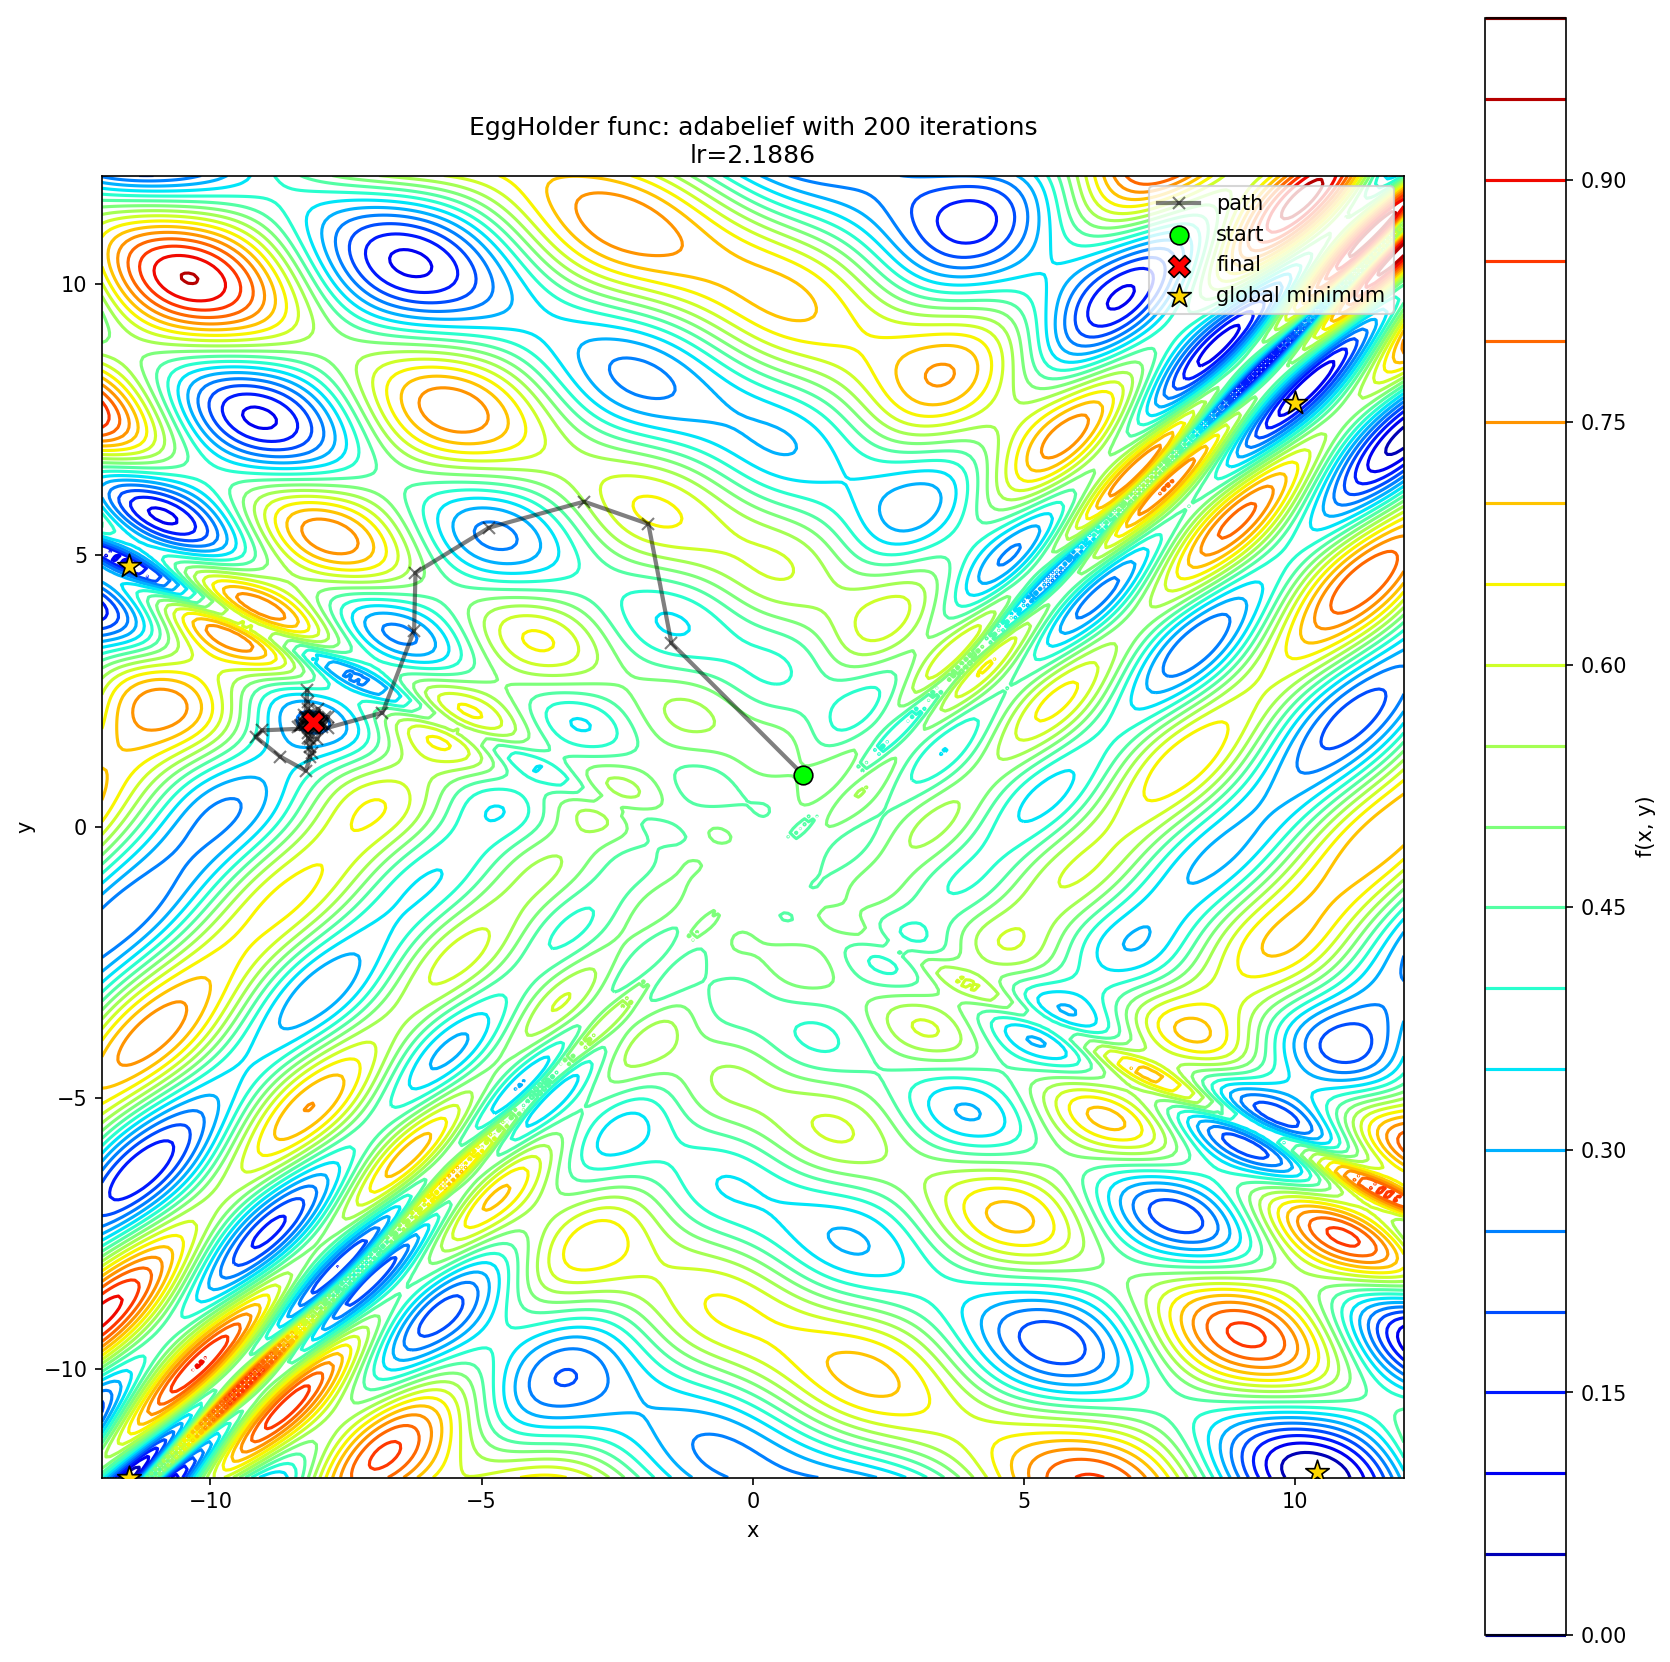 EggHolder func: adabelief with 200 iterations
lr=2.1886
path
start
final
global minimum
10
5
0
−5
−10
y
−10
−5
0
5
10
x
0.90
0.75
0.60
0.45
0.30
0.15
0.00
f(x, y)